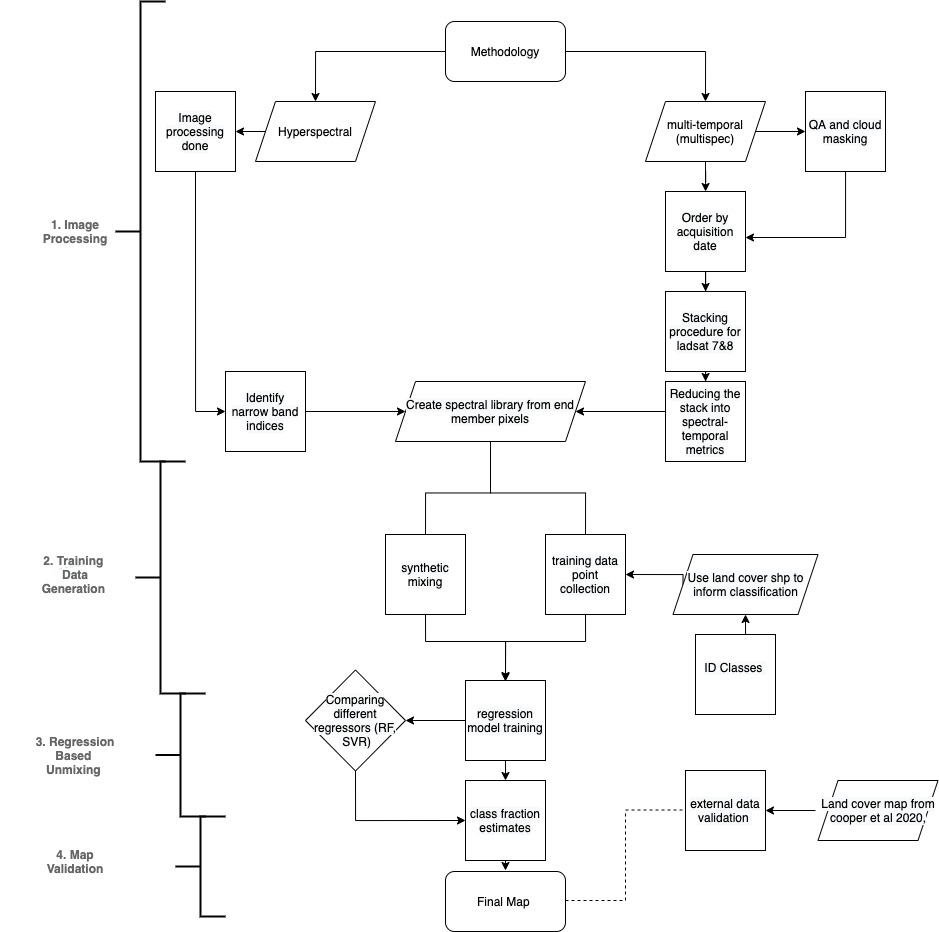 Methodology
Image
processing
done
Hyperspectral
multi-temporal
(multispec)
QA and cloud
masking
1. Image
Processing
Order by
acquisition
date
Stacking
procedure for
ladsat 7&8
Identify
narrow band
indices
Create spectral library from end
member pixels
Reducing the
stack into
spectral-
temporal
metrics
2. Training
Data
Generation
synthetic
mixing
training data
point
collection
Use land cover shp to
inform classification
ID Classes
3. Regression
Based
Unmixing
Comparing
different
regressors (RF,
SVR)
regression
model training
class fraction
estimates
external data
validation
Land cover map from
cooper et al 2020,
4. Map
Validation
Final Map